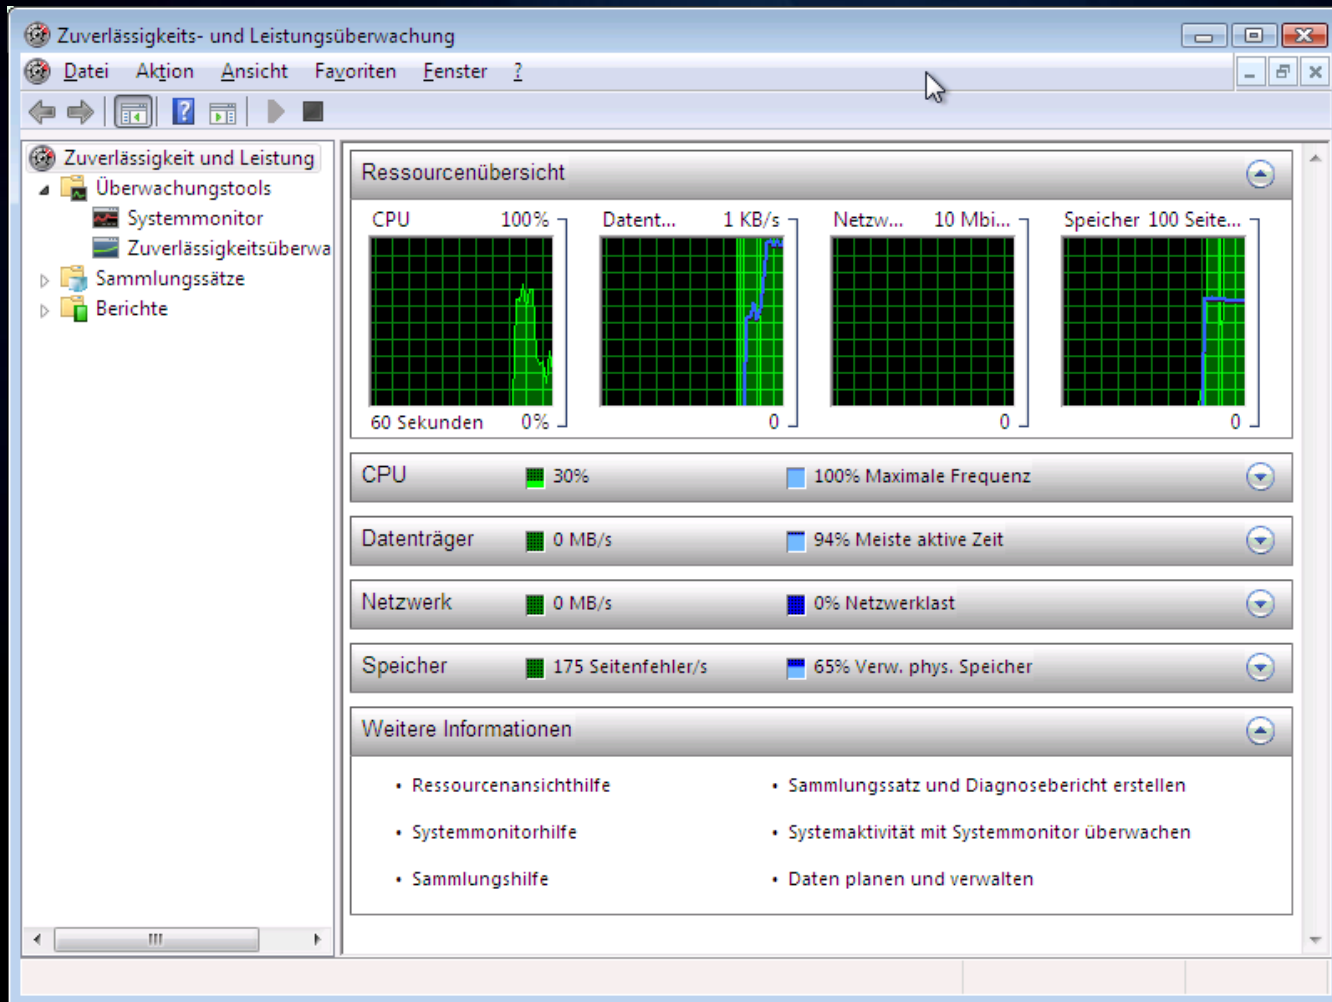 Zuverlässigkeits- und Leistungsüberwachung
Datei Aktion Ansicht Favoriten Fenster ?
Zuverlässigkeit und Leistung
Überwachungstools
Systemmonitor
Zuverlässigkeitsüberwa
Sammlungssätze
Berichte
Ressourcenübersicht
CPU 100% Datent... 1 KB/s Netzw... 10 Mbi... Speicher 100 Seite...
60 Sekunden 0% 0 0 0
CPU 30% 100% Maximale Frequenz
Datenträger 0 MB/s 94% Meiste aktive Zeit
Netzwerk 0 MB/s 0% Netzwerklast
Speicher 175 Seitenfehler/s 65% Verw. phys. Speicher
Weitere Informationen
• Ressourcenansichthilfe • Sammlungssatz und Diagnosebericht erstellen
• Systemmonitorhilfe • Systemaktivität mit Systemmonitor überwachen
• Sammlungshilfe • Daten planen und verwalten